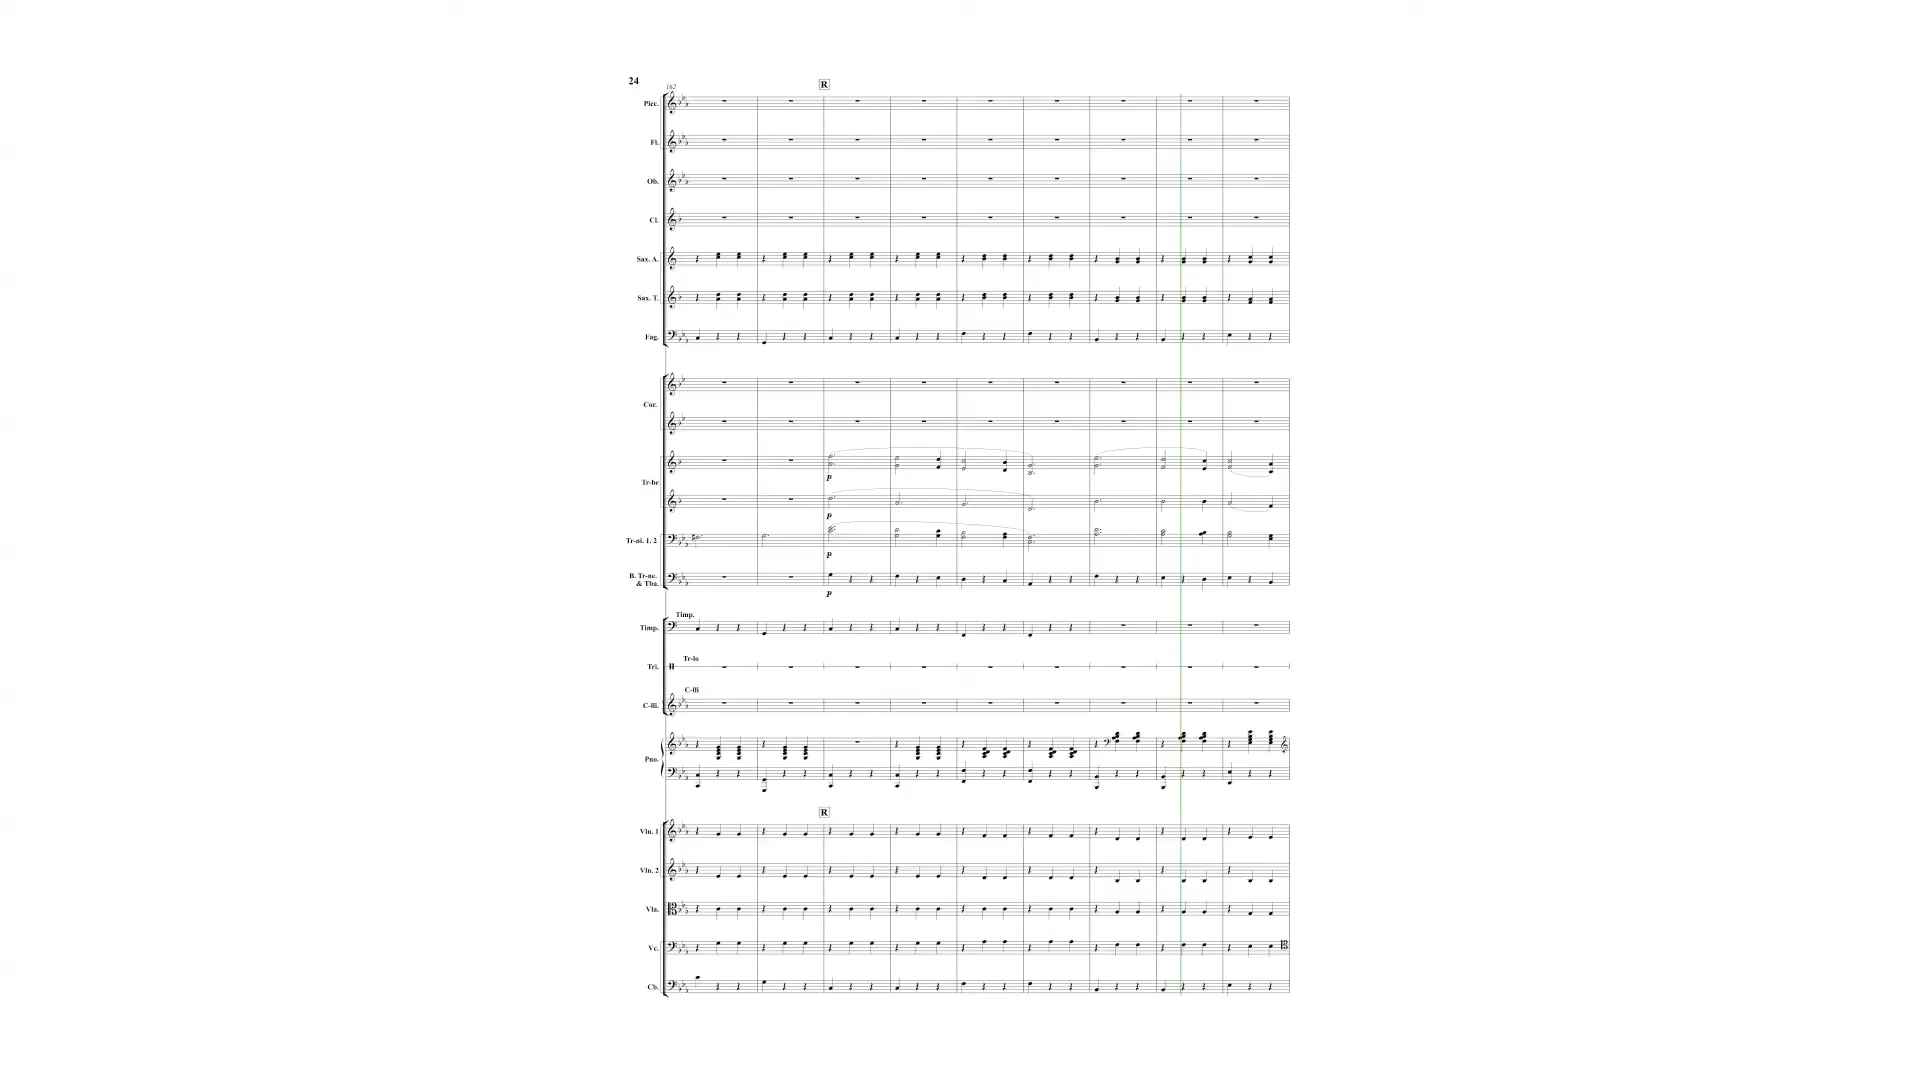 24
162
R
Picc.
Fl.
Ob.
Cl.
Sax. A.
Sax. T.
Fag.
Cor.
Tr-be
p
p
Tr-ni. 1. 2
p
B. Tr-ne.
& Tba.
p
Timp.
Timp.
Tr-lo
Tri.
C-lli
C-lli.
Pno.
R
Vln. 1
Vln. 2
Vla.
Vc.
Cb.